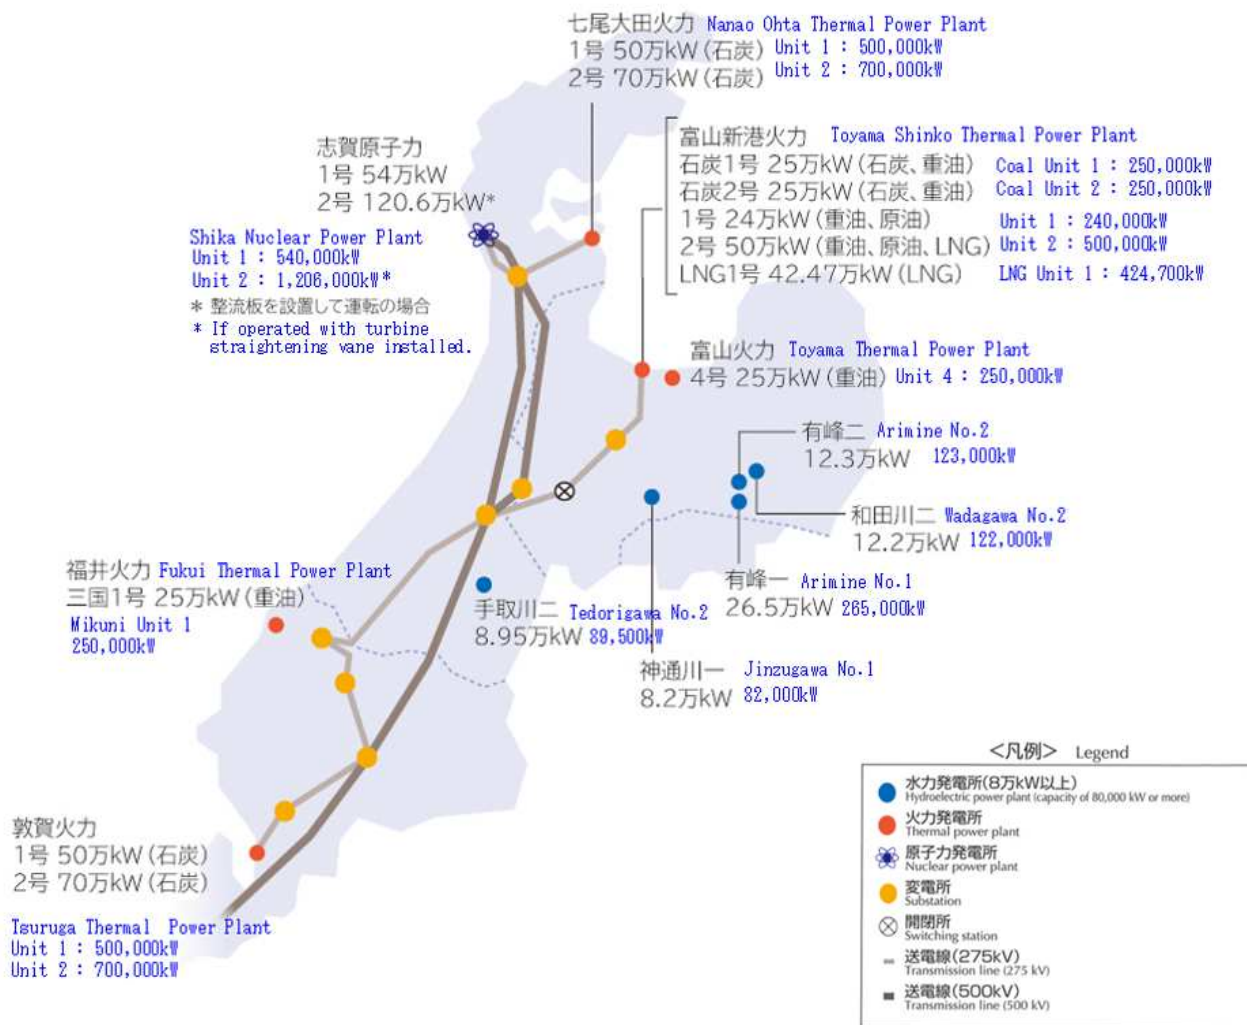 七尾大田火力 Nanao Ohta Thermal Power Plant
1号 50万kW (石炭) Unit 1 : 500,000kW
2号 70万kW (石炭) Unit 2 : 700,000kW
富山新港火力 Toyama Shinko Thermal Power Plant
石炭1号 25万kW (石炭、重油) Coal Unit 1 : 250,000kW
石炭2号 25万kW (石炭、重油) Coal Unit 2 : 250,000kW
1号 24万kW (重油、原油) Unit 1 : 240,000kW
2号 50万kW (重油、原油、LNG) Unit 2 : 500,000kW
LNG1号 42.47万kW (LNG) LNG Unit 1 : 424,700kW
志賀原子力
1号 54万kW
2号 120.6万kW*
Shika Nuclear Power Plant
Unit 1 : 540,000kW
Unit 2 : 1,206,000kW*
* 整流板を設置して運転の場合
* If operated with turbine
straightening vane installed.
富山火力 Toyama Thermal Power Plant
4号 25万kW (重油) Unit 4 : 250,000kW
有峰二 Arimine No.2
12.3万kW 123,000kW
和田川二 Wadagawa No.2
12.2万kW 122,000kW
有峰一 Arimine No.1
26.5万kW 265,000kW
福井火力 Fukui Thermal Power Plant
三国1号 25万kW (重油)
Mikuni Unit 1
250,000kW
手取川二 Tedorigawa No.2
8.95万kW 89,500kW
神通川一 Jinzugawa No.1
8.2万kW 82,000kW
敦賀火力
1号 50万kW (石炭)
2号 70万kW (石炭)
Tsuruga Thermal Power Plant
Unit 1 : 500,000kW
Unit 2 : 700,000kW
<凡例> Legend
水力発電所(8万kW以上)
Hydroelectric power plant (capacity of 80,000 kW or more)
火力発電所
Thermal power plant
原子力発電所
Nuclear power plant
変電所
Substation
開閉所
Switching station
送電線(275kV)
Transmission line (275 kV)
送電線(500kV)
Transmission line (500 kV)